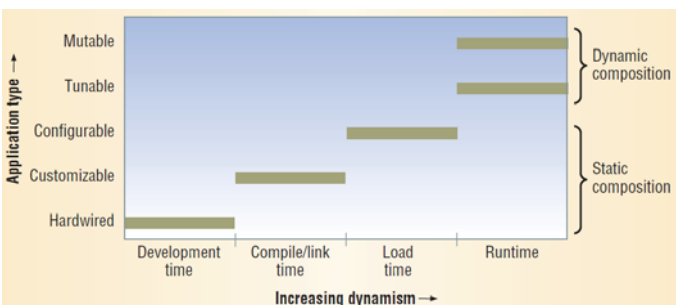 Application type →
Mutable
Tunable
Configurable
Customizable
Hardwired
Dynamic
composition
Static
composition
Development
time
Compile/link
time
Load
time
Runtime
Increasing dynamism →